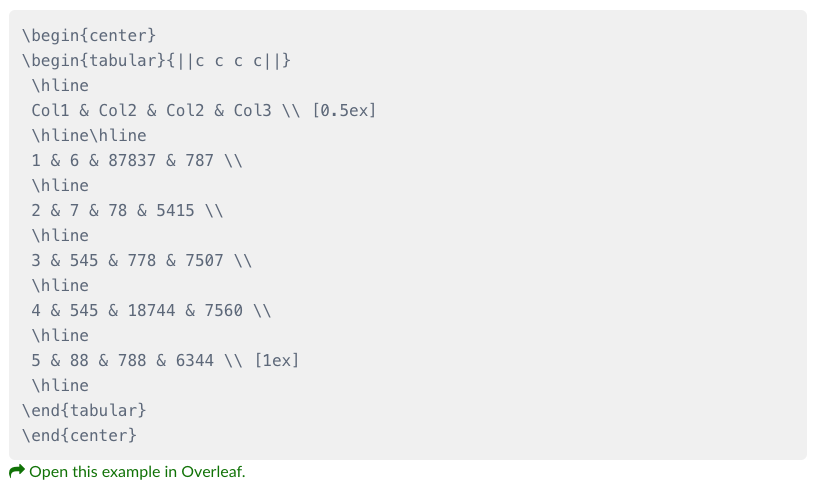 \begin{center}
\begin{tabular}{||c c c c||}
 \hline
 Col1 & Col2 & Col2 & Col3 \\ [0.5ex]
 \hline\hline
 1 & 6 & 87837 & 787 \\
 \hline
 2 & 7 & 78 & 5415 \\
 \hline
 3 & 545 & 778 & 7507 \\
 \hline
 4 & 545 & 18744 & 7560 \\
 \hline
 5 & 88 & 788 & 6344 \\ [1ex]
 \hline
\end{tabular}
\end{center}
Open this example in Overleaf.